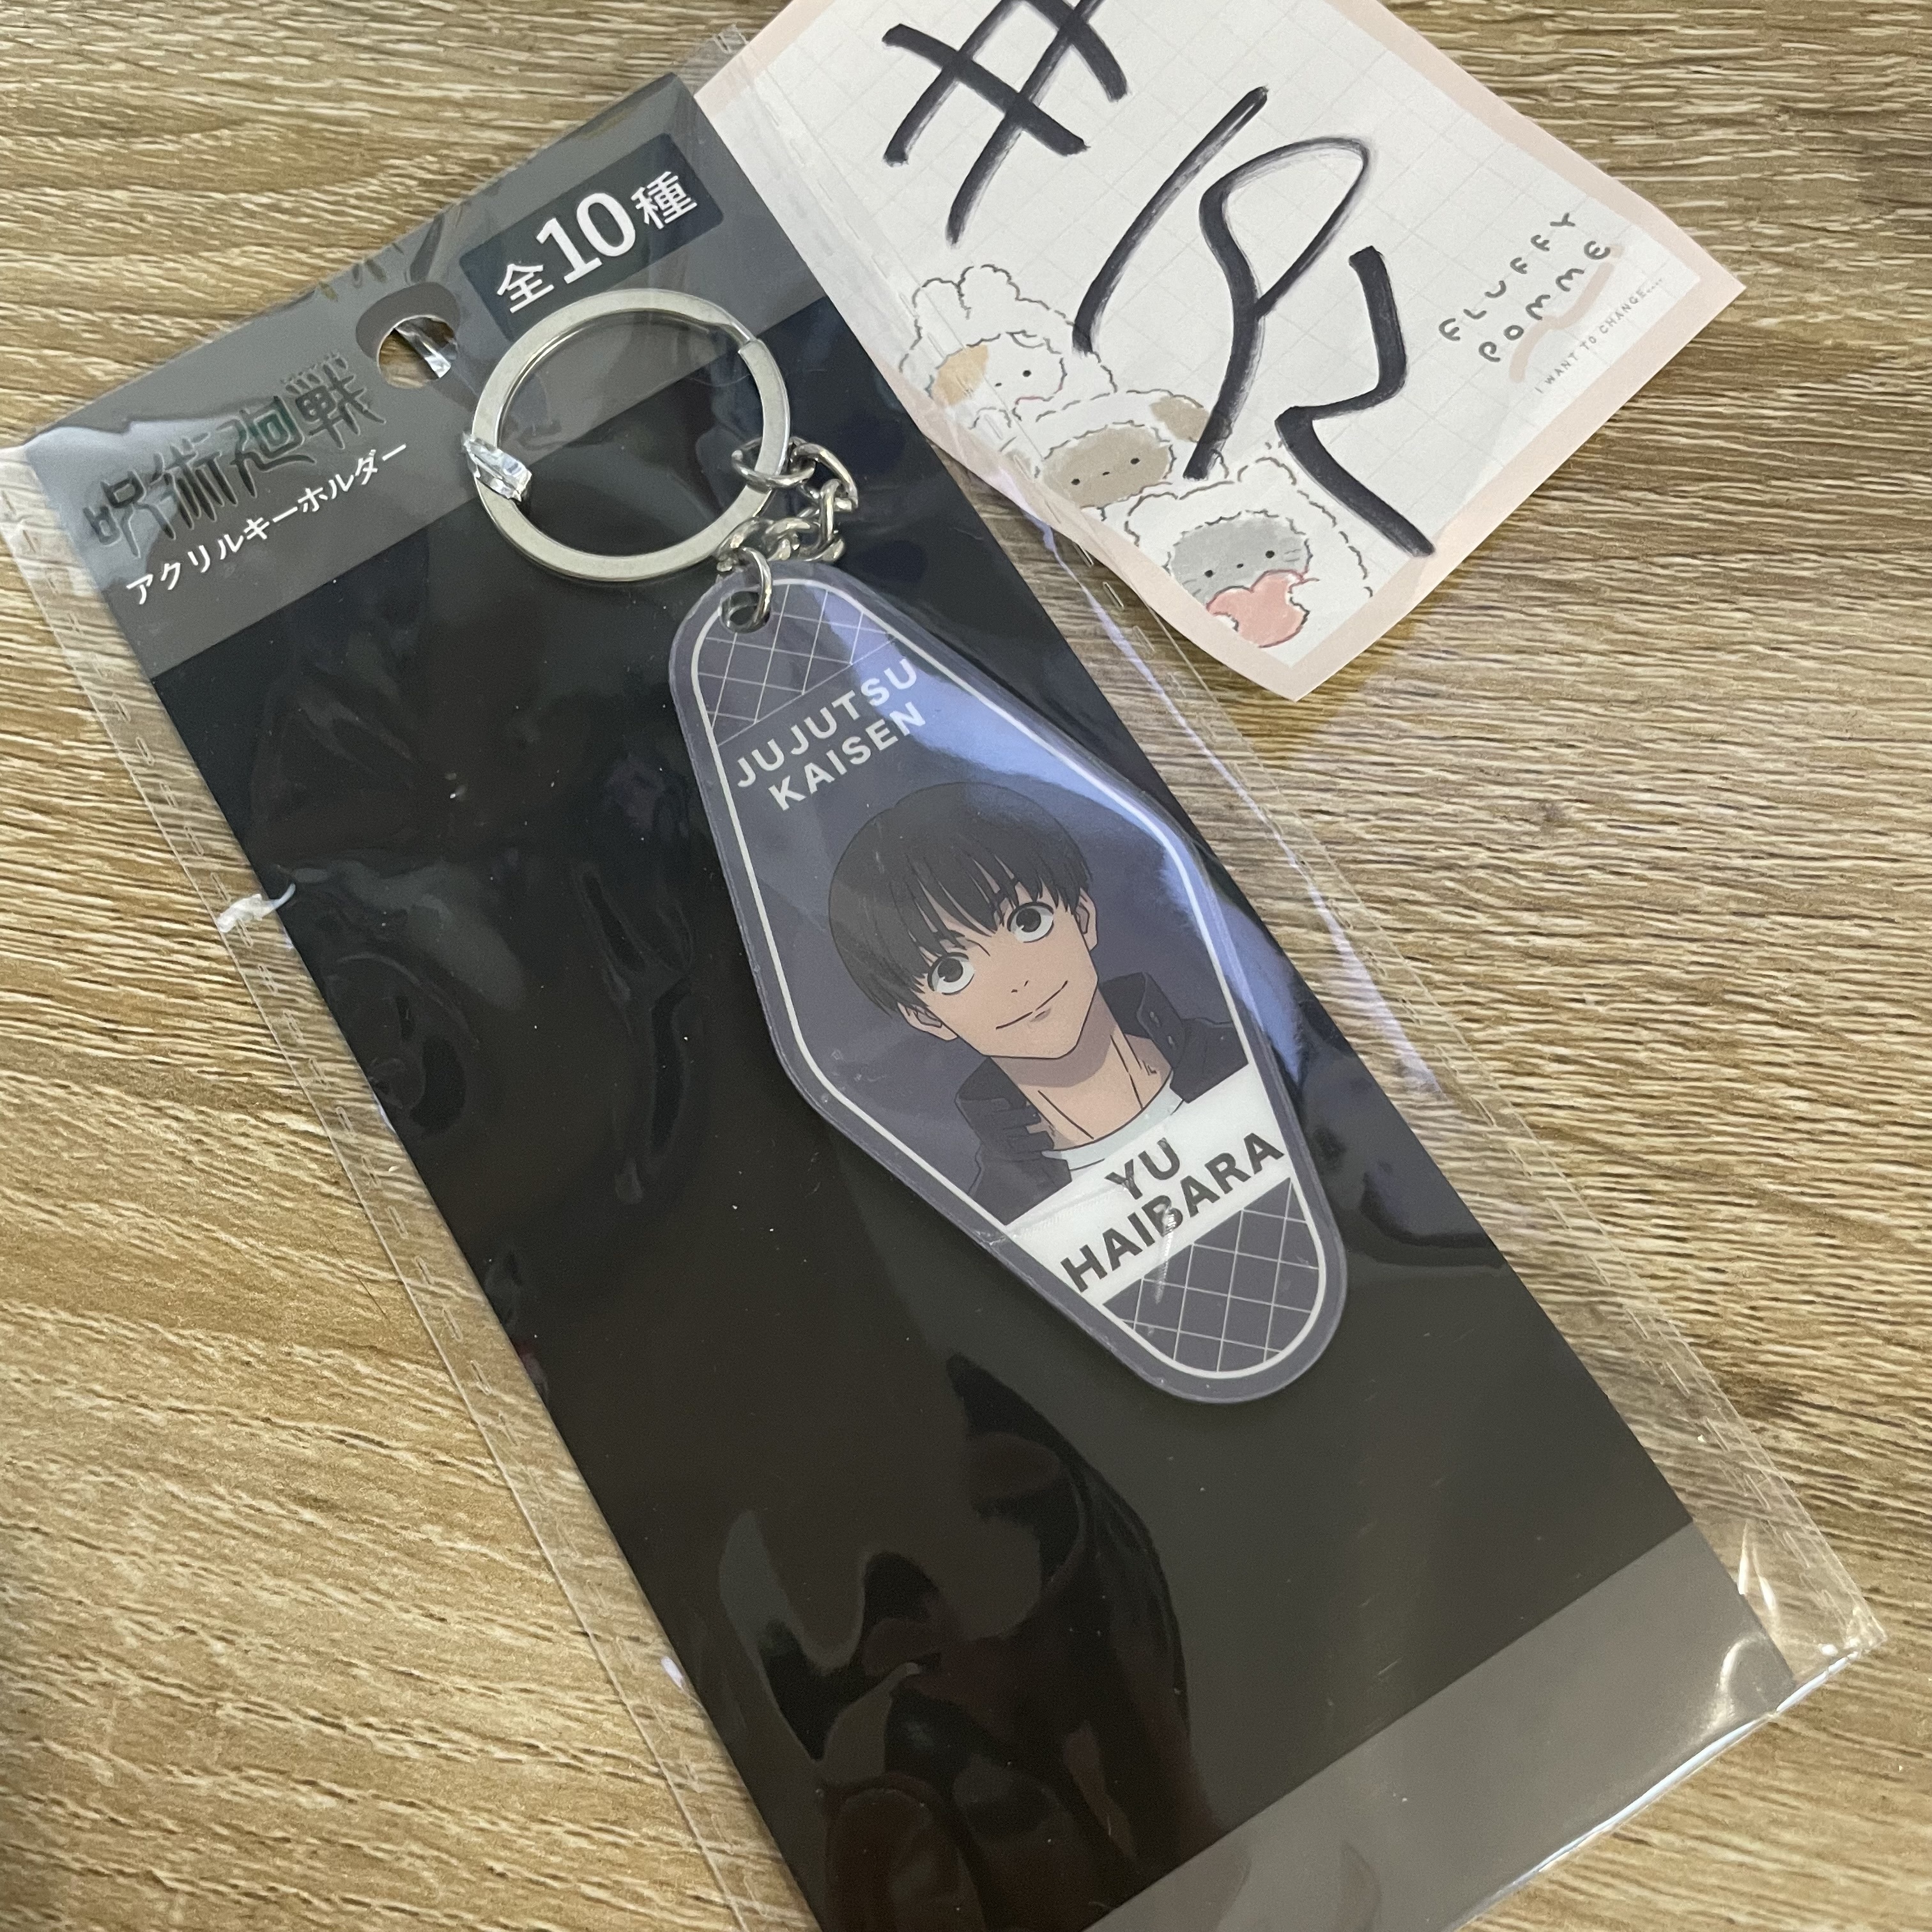 全10種
呪術廻戦
アクリルキーホルダー
JUJUTSU
KAISEN
YU
HAIBARA
FLUFFY
POMME
I WANT TO CHANGE....